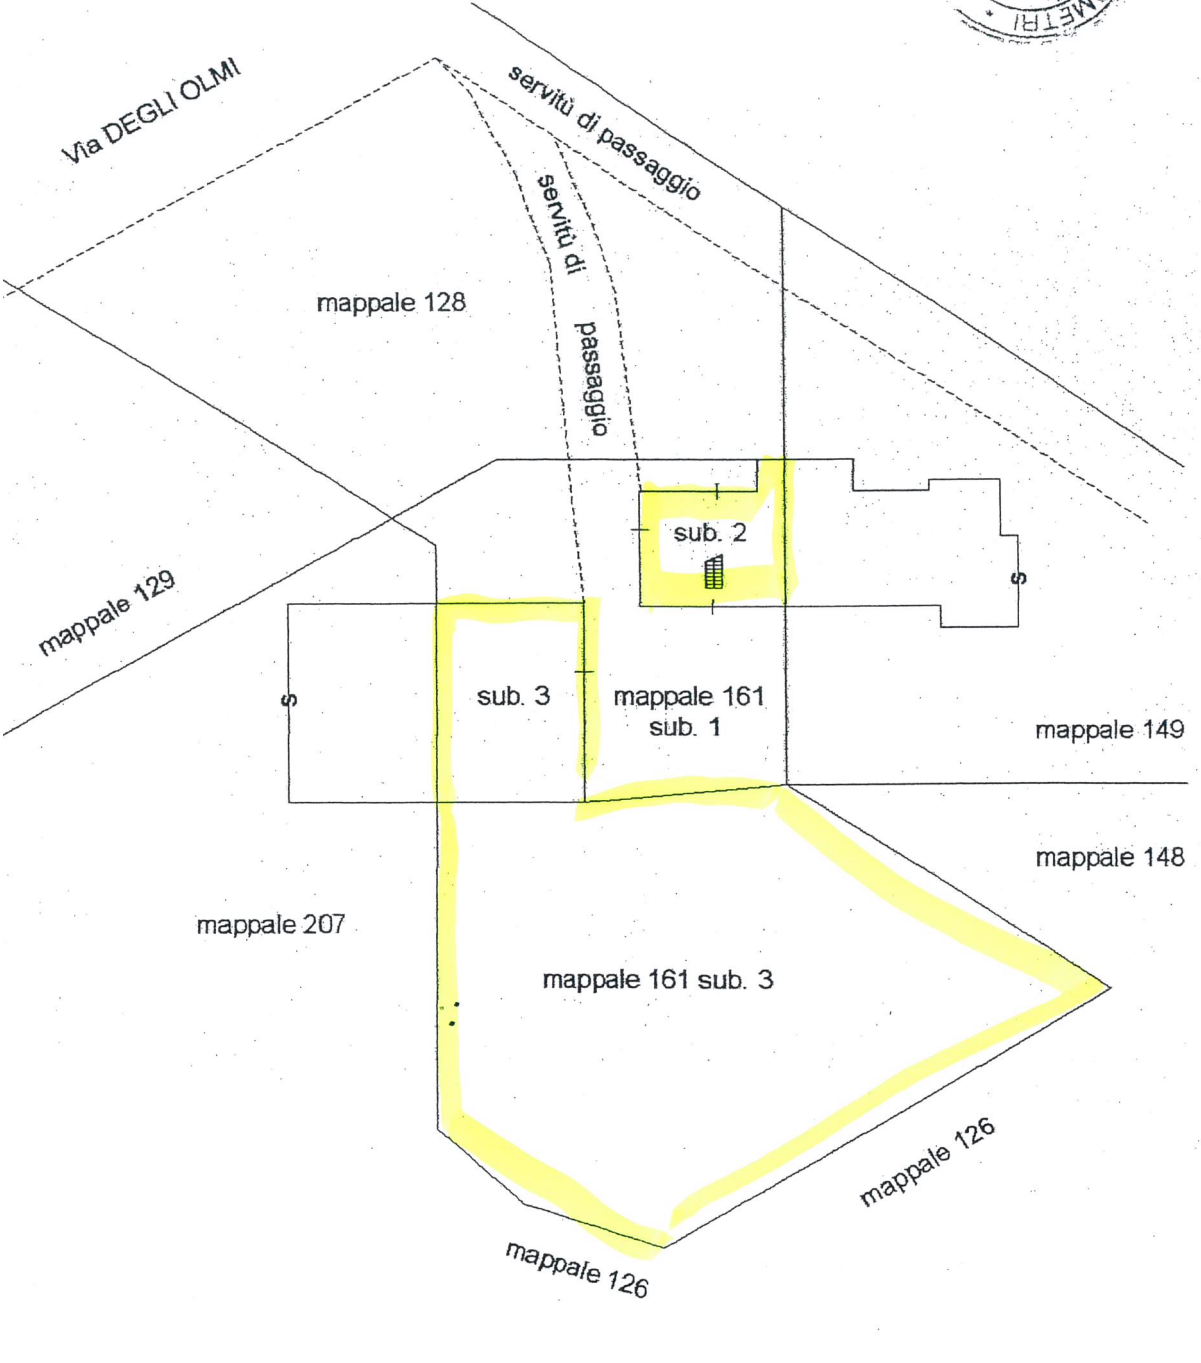 METRI *
Via DEGLI OLMI
servitù di passaggio
servitù di
passaggio
mappale 128
sub. 2
mappale 129
S
S
sub. 3
mappale 161
sub. 1
mappale 149
mappale 148
mappale 207
mappale 161 sub. 3
mappale 126
mappale 126